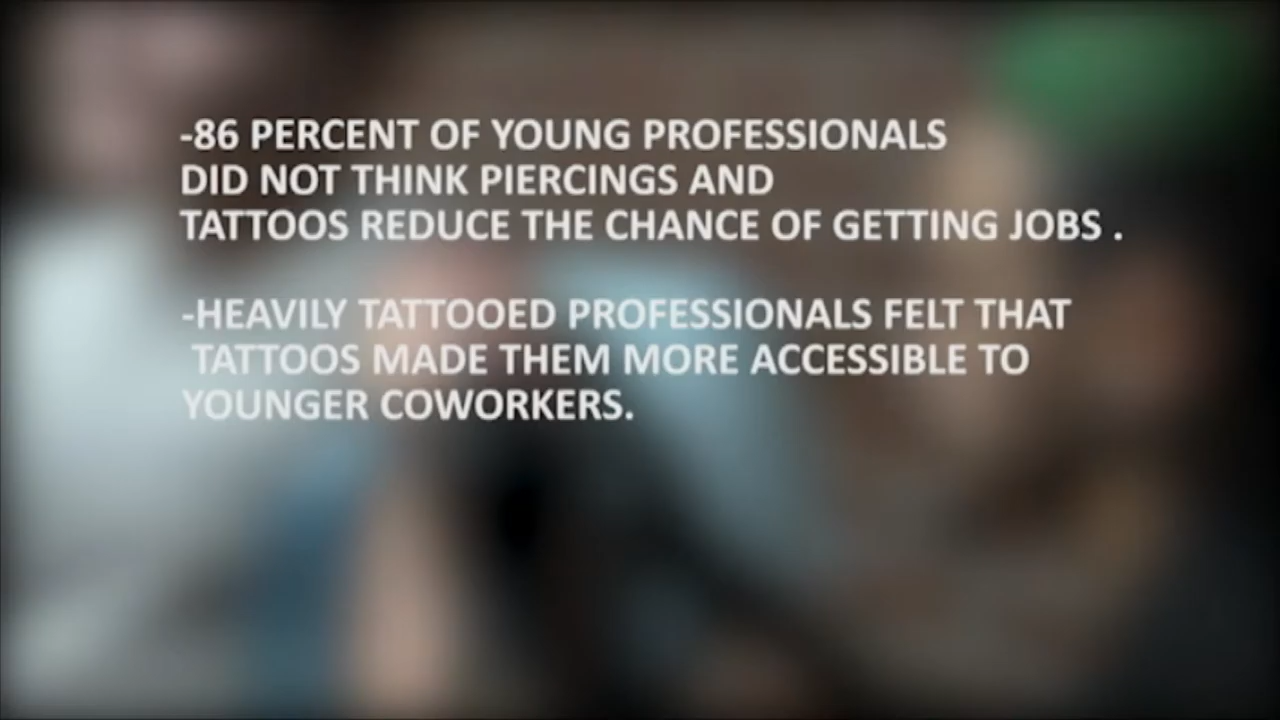 -86 PERCENT OF YOUNG PROFESSIONALS
DID NOT THINK PIERCINGS AND
TATTOOS REDUCE THE CHANCE OF GETTING JOBS .
-HEAVILY TATTOOED PROFESSIONALS FELT THAT
TATTOOS MADE THEM MORE ACCESSIBLE TO
YOUNGER COWORKERS.